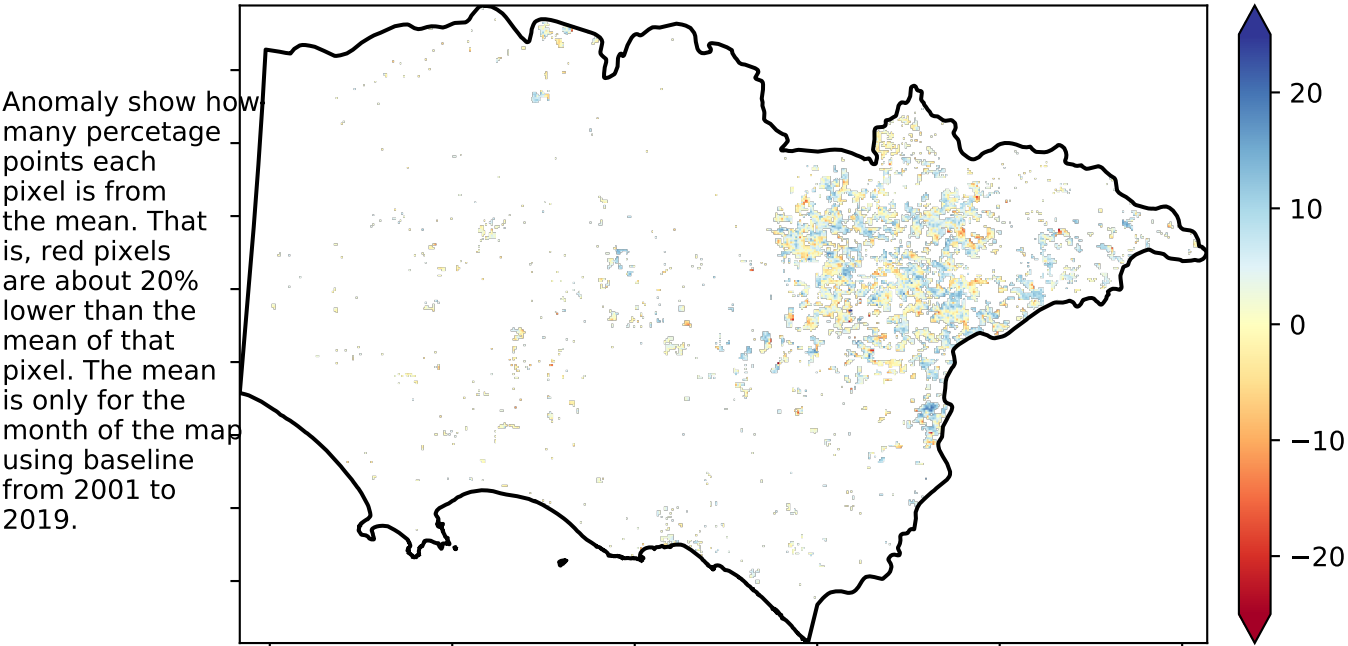 Anomaly show how
many percetage
points each
pixel is from
the mean. That
is, red pixels
are about 20%
lower than the
mean of that
pixel. The mean
is only for the
month of the map
using baseline
from 2001 to
2019.
20
10
0
−10
−20